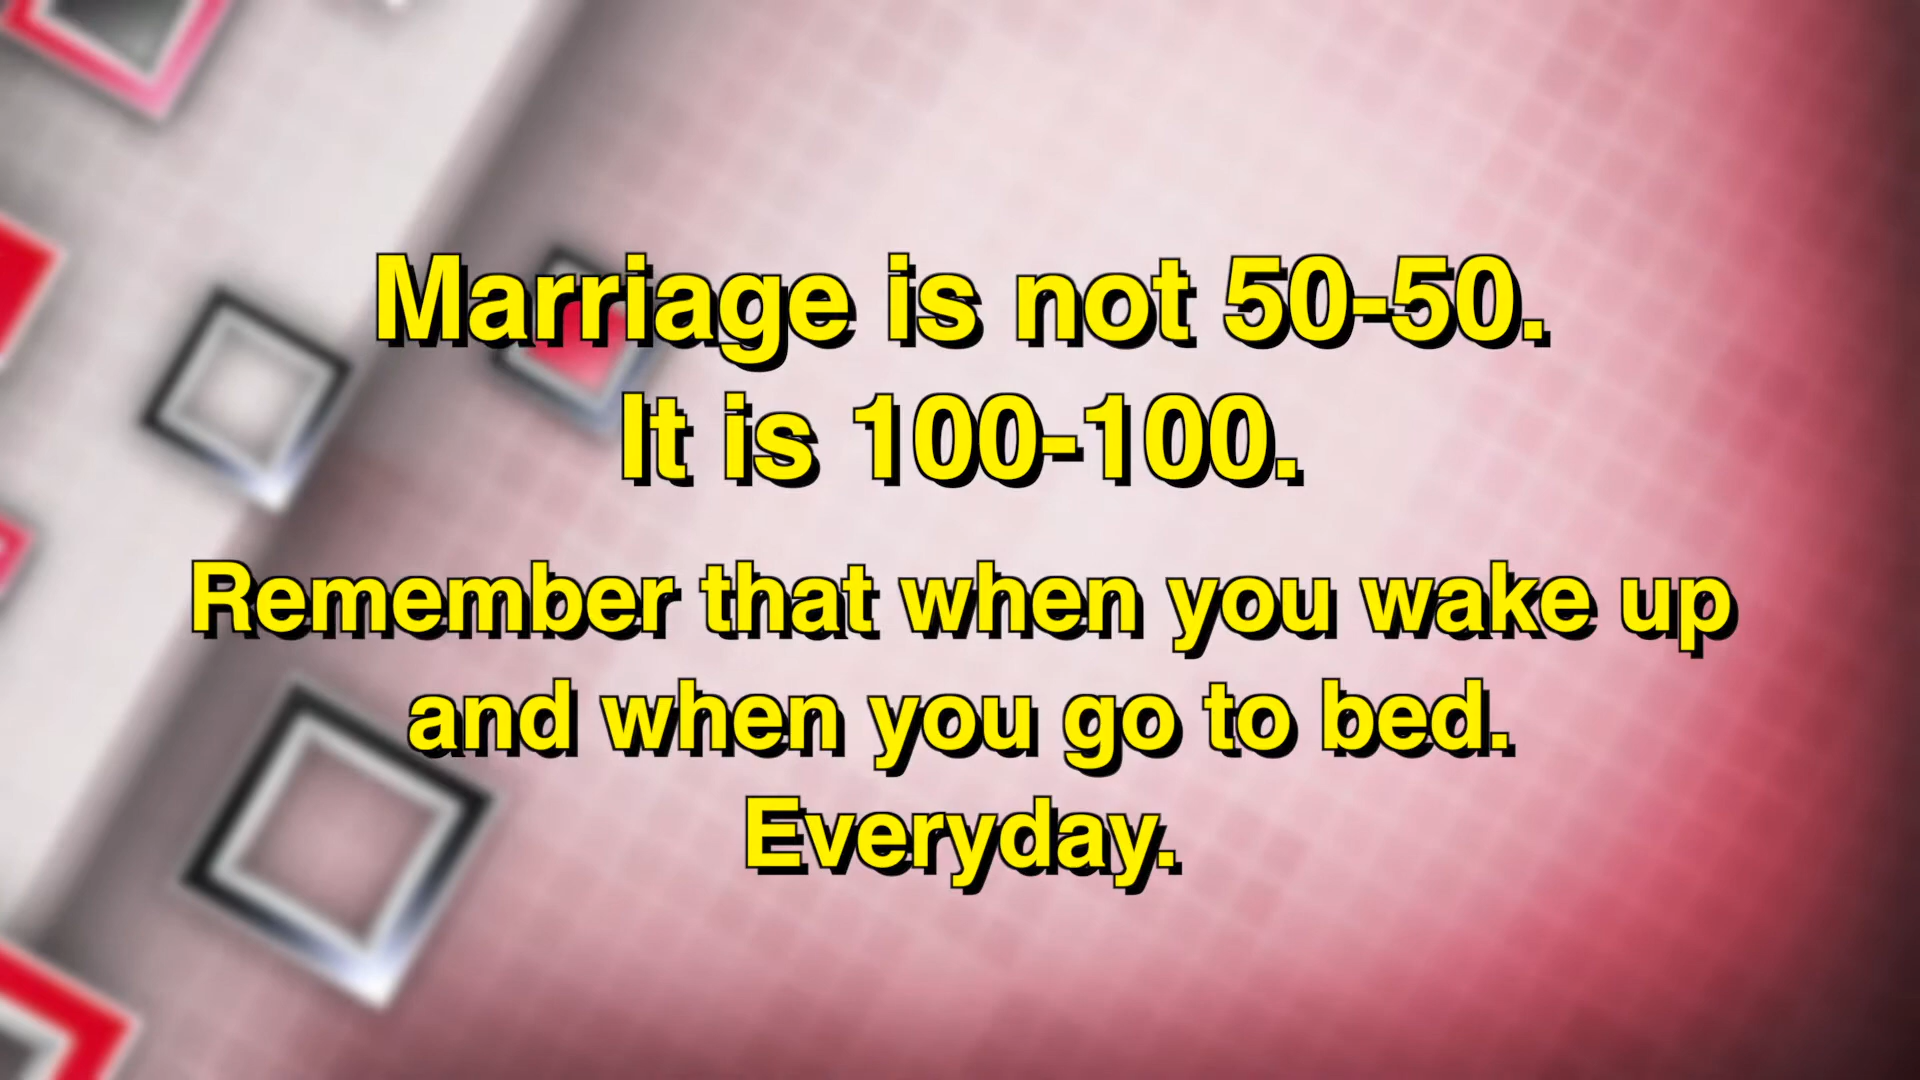 Marriage is not 50-50.
It is 100-100.
Remember that when you wake up
and when you go to bed.
Everyday.